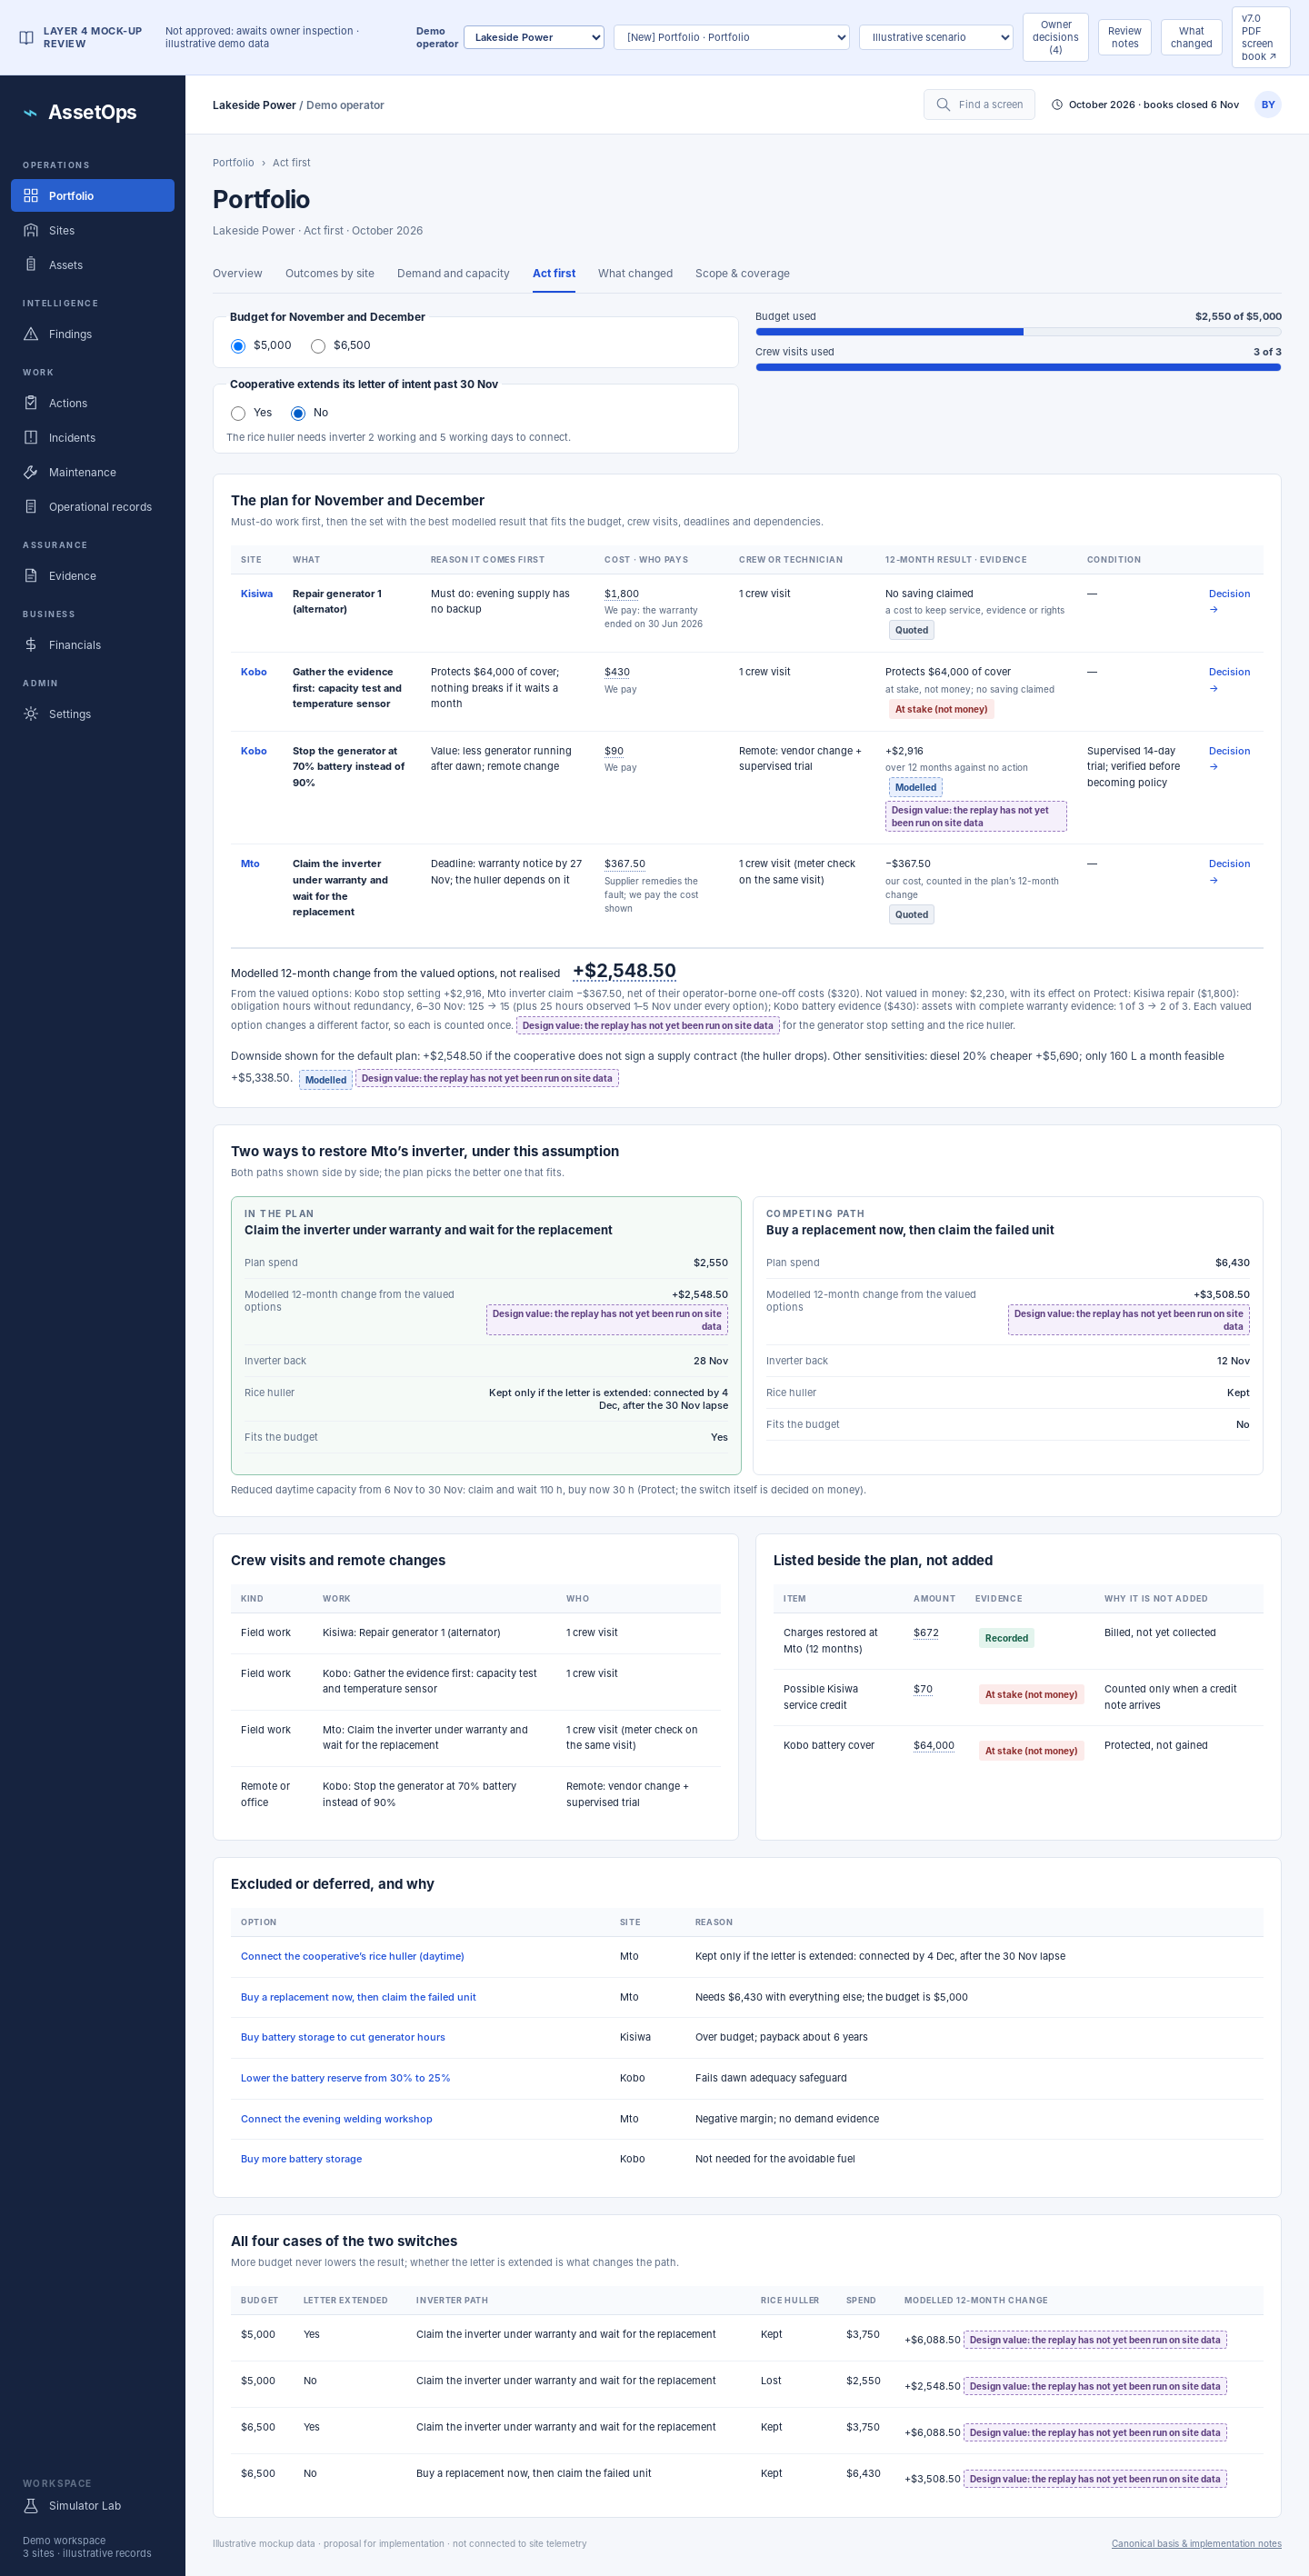 LAYER 4 MOCK-UP
REVIEW
Not approved: awaits owner inspection ·
illustrative demo data
Demo
operator
Lakeside Power
[New] Portfolio · Portfolio
Illustrative scenario
Owner
decisions
(4)
Review
notes
What
changed
v7.0
PDF
screen
book ↗
AssetOps
OPERATIONS
Portfolio
Sites
Assets
INTELLIGENCE
Findings
WORK
Actions
Incidents
Maintenance
Operational records
ASSURANCE
Evidence
BUSINESS
Financials
ADMIN
Settings
WORKSPACE
Simulator Lab
Demo workspace
3 sites · illustrative records
Lakeside Power / Demo operator
Find a screen
October 2026 · books closed 6 Nov
BY
Portfolio › Act first
Portfolio
Lakeside Power · Act first · October 2026
Overview
Outcomes by site
Demand and capacity
Act first
What changed
Scope & coverage
Budget for November and December
$5,000
$6,500
Cooperative extends its letter of intent past 30 Nov
Yes
No
The rice huller needs inverter 2 working and 5 working days to connect.
Budget used
$2,550 of $5,000
Crew visits used
3 of 3
The plan for November and December
Must-do work first, then the set with the best modelled result that fits the budget, crew visits, deadlines and dependencies.
SITE WHAT REASON IT COMES FIRST COST · WHO PAYS CREW OR TECHNICIAN 12-MONTH RESULT · EVIDENCE CONDITION
Kisiwa
Repair generator 1
(alternator)
Must do: evening supply has
no backup
$1,800
We pay: the warranty
ended on 30 Jun 2026
1 crew visit
No saving claimed
a cost to keep service, evidence or rights
Quoted
—
Decision
→
Kobo
Gather the evidence
first: capacity test and
temperature sensor
Protects $64,000 of cover;
nothing breaks if it waits a
month
$430
We pay
1 crew visit
Protects $64,000 of cover
at stake, not money; no saving claimed
At stake (not money)
—
Decision
→
Kobo
Stop the generator at
70% battery instead of
90%
Value: less generator running
after dawn; remote change
$90
We pay
Remote: vendor change +
supervised trial
+$2,916
over 12 months against no action
Modelled
Design value: the replay has not yet
been run on site data
Supervised 14-day
trial; verified before
becoming policy
Decision
→
Mto
Claim the inverter
under warranty and
wait for the
replacement
Deadline: warranty notice by 27
Nov; the huller depends on it
$367.50
Supplier remedies the
fault; we pay the cost
shown
1 crew visit (meter check
on the same visit)
−$367.50
our cost, counted in the plan's 12-month
change
Quoted
—
Decision
→
Modelled 12-month change from the valued options, not realised +$2,548.50
From the valued options: Kobo stop setting +$2,916, Mto inverter claim −$367.50, net of their operator-borne one-off costs ($320). Not valued in money: $2,230, with its effect on Protect: Kisiwa repair ($1,800):
obligation hours without redundancy, 6–30 Nov: 125 → 15 (plus 25 hours observed 1–5 Nov under every option); Kobo battery evidence ($430): assets with complete warranty evidence: 1 of 3 → 2 of 3. Each valued
option changes a different factor, so each is counted once. Design value: the replay has not yet been run on site data for the generator stop setting and the rice huller.
Downside shown for the default plan: +$2,548.50 if the cooperative does not sign a supply contract (the huller drops). Other sensitivities: diesel 20% cheaper +$5,690; only 160 L a month feasible
+$5,338.50. Modelled Design value: the replay has not yet been run on site data
Two ways to restore Mto's inverter, under this assumption
Both paths shown side by side; the plan picks the better one that fits.
IN THE PLAN
Claim the inverter under warranty and wait for the replacement
Plan spend $2,550
Modelled 12-month change from the valued
options
+$2,548.50
Design value: the replay has not yet been run on site
data
Inverter back 28 Nov
Rice huller
Kept only if the letter is extended: connected by 4
Dec, after the 30 Nov lapse
Fits the budget Yes
COMPETING PATH
Buy a replacement now, then claim the failed unit
Plan spend $6,430
Modelled 12-month change from the valued
options
+$3,508.50
Design value: the replay has not yet been run on site
data
Inverter back 12 Nov
Rice huller Kept
Fits the budget No
Reduced daytime capacity from 6 Nov to 30 Nov: claim and wait 110 h, buy now 30 h (Protect; the switch itself is decided on money).
Crew visits and remote changes
KIND WORK WHO
Field work Kisiwa: Repair generator 1 (alternator) 1 crew visit
Field work
Kobo: Gather the evidence first: capacity test
and temperature sensor
1 crew visit
Field work
Mto: Claim the inverter under warranty and
wait for the replacement
1 crew visit (meter check on
the same visit)
Remote or
office
Kobo: Stop the generator at 70% battery
instead of 90%
Remote: vendor change +
supervised trial
Listed beside the plan, not added
ITEM AMOUNT EVIDENCE WHY IT IS NOT ADDED
Charges restored at
Mto (12 months)
$672
Recorded
Billed, not yet collected
Possible Kisiwa
service credit
$70
At stake (not money)
Counted only when a credit
note arrives
Kobo battery cover
$64,000
At stake (not money)
Protected, not gained
Excluded or deferred, and why
OPTION SITE REASON
Connect the cooperative's rice huller (daytime) Mto Kept only if the letter is extended: connected by 4 Dec, after the 30 Nov lapse
Buy a replacement now, then claim the failed unit Mto Needs $6,430 with everything else; the budget is $5,000
Buy battery storage to cut generator hours Kisiwa Over budget; payback about 6 years
Lower the battery reserve from 30% to 25% Kobo Fails dawn adequacy safeguard
Connect the evening welding workshop Mto Negative margin; no demand evidence
Buy more battery storage Kobo Not needed for the avoidable fuel
All four cases of the two switches
More budget never lowers the result; whether the letter is extended is what changes the path.
BUDGET LETTER EXTENDED INVERTER PATH RICE HULLER SPEND MODELLED 12-MONTH CHANGE
$5,000 Yes Claim the inverter under warranty and wait for the replacement Kept $3,750 +$6,088.50 Design value: the replay has not yet been run on site data
$5,000 No Claim the inverter under warranty and wait for the replacement Lost $2,550 +$2,548.50 Design value: the replay has not yet been run on site data
$6,500 Yes Claim the inverter under warranty and wait for the replacement Kept $3,750 +$6,088.50 Design value: the replay has not yet been run on site data
$6,500 No Buy a replacement now, then claim the failed unit Kept $6,430 +$3,508.50 Design value: the replay has not yet been run on site data
Illustrative mockup data · proposal for implementation · not connected to site telemetry
Canonical basis & implementation notes